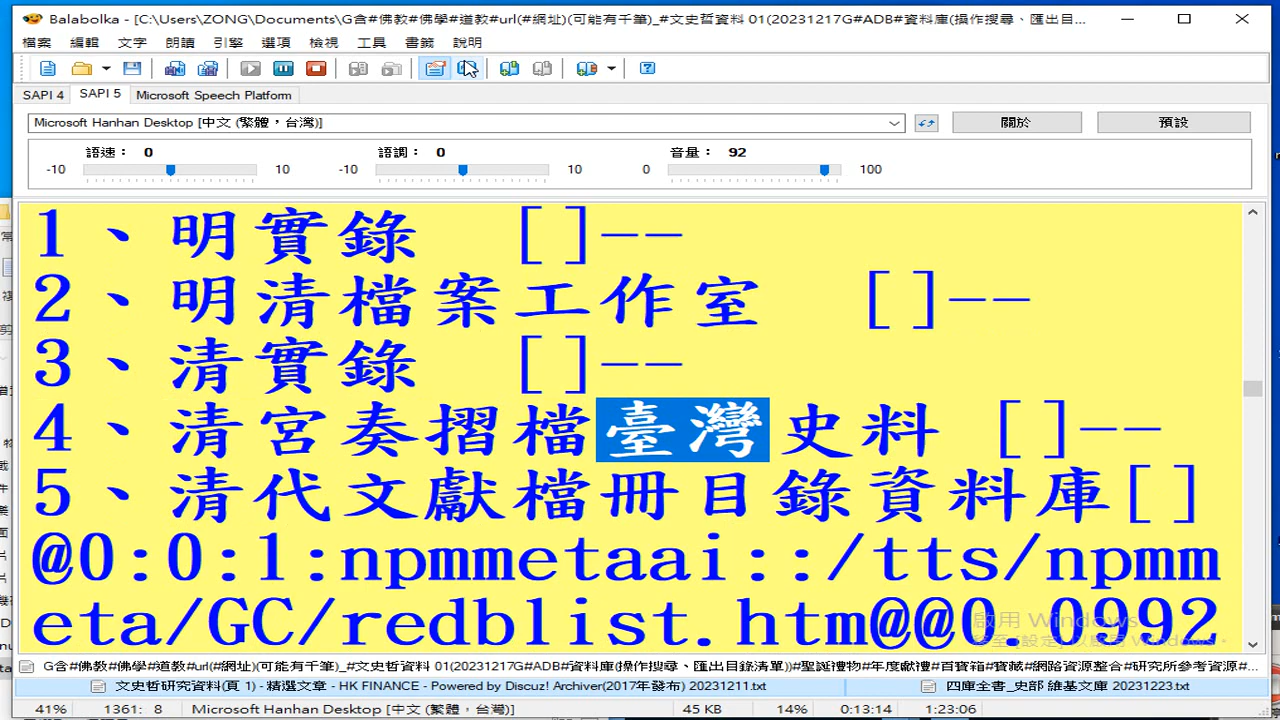 Balabolka - [C:\Users\ZONG\Documents\G含#佛教#佛學#道教#url(#網址)(可能有千筆)_#文史哲資料 01(20231217G#ADB#資料庫(操作搜尋、匯出目...
檔案 編輯 文字 朗讀 引擎 選項 檢視 工具 書籤 說明
SAPI 4 SAPI 5 Microsoft Speech Platform
Microsoft Hanhan Desktop [中文 (繁體，台灣)] 關於 預設
語速： 0 語調： 0 音量： 92
-10 10 -10 10 0 100
1、明實錄 []--
2、明清檔案工作室 []--
3、清實錄 []--
4、清宮奏摺檔臺灣史料 []--
5、清代文獻檔冊目錄資料庫[]
@0:0:1:npmmetaai::/tts/npmm
eta/GC/redblist.htm@@0.0992
啟用 Windows
移至 [設定] 以啟用 Windows。
G含#佛教#佛學#道教#url(#網址)(可能有千筆)_#文史哲資料 01(20231217G#ADB#資料庫(操作搜尋、匯出目錄清單))#聖誕禮物#年度獻禮#百寶箱#寶藏#網路資源整合#研究所參考資源#...
文史哲研究資料(頁 1) - 精選文章 - HK FINANCE - Powered by Discuz! Archiver(2017年發布) 20231211.txt 四庫全書_史部 維基文庫 20231223.txt
41% 1361: 8 Microsoft Hanhan Desktop [中文 (繁體，台灣)] 45 KB 14% 0:13:14 1:23:06